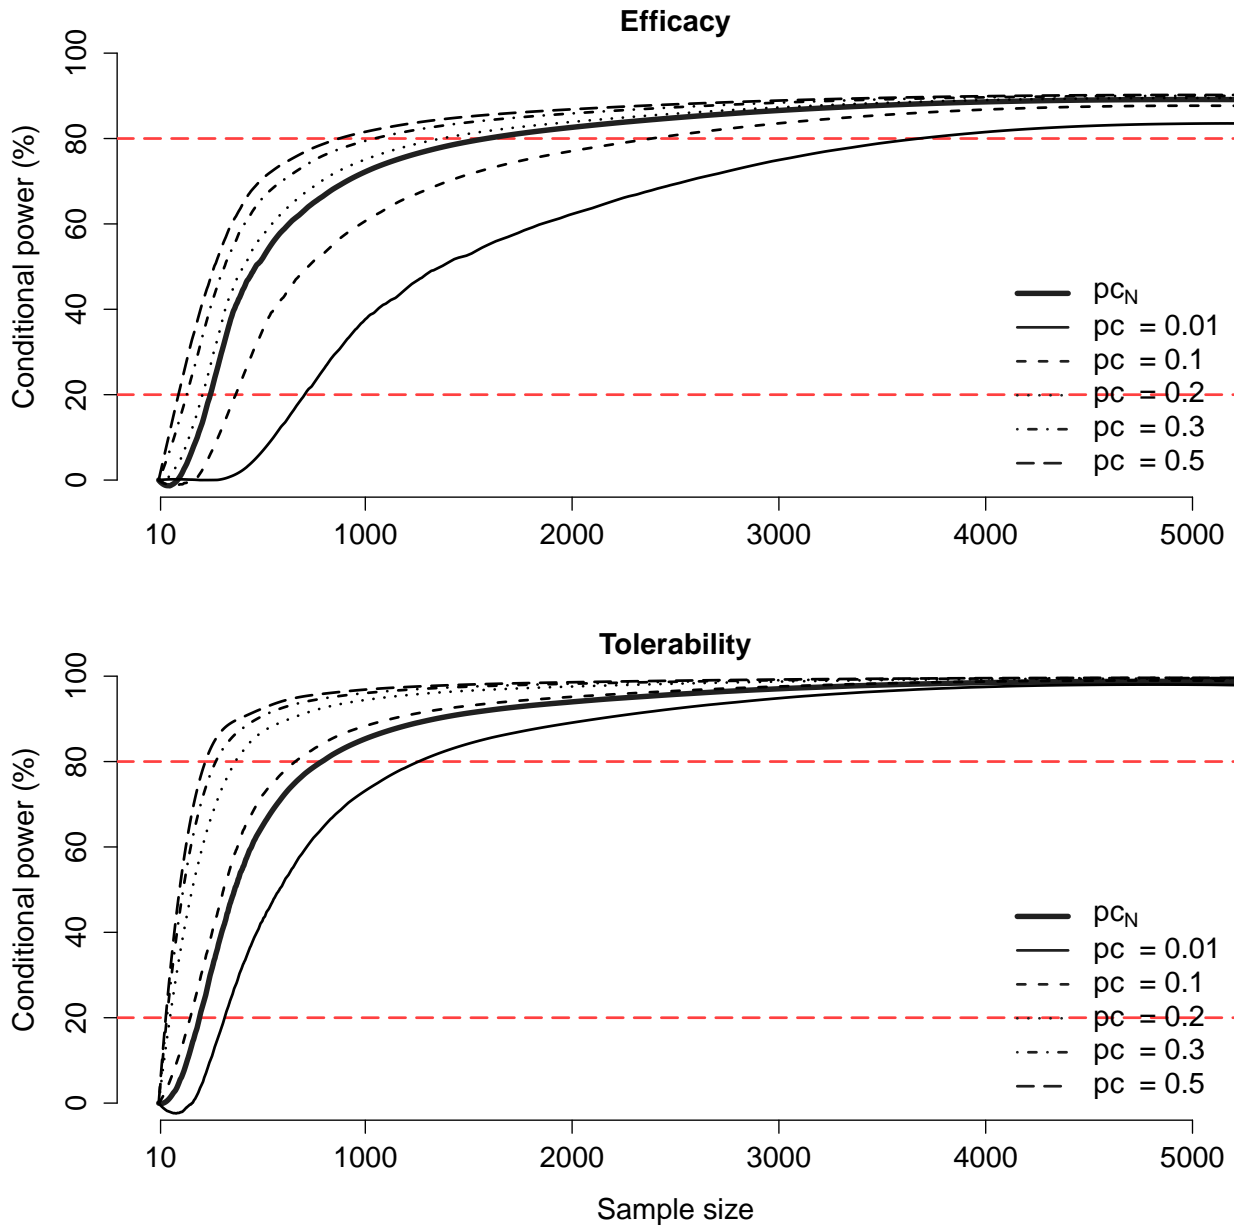 Efficacy
Conditional power (%)
100
80
60
40
20
0
pcN
pc = 0.01
pc = 0.1
pc = 0.2
pc = 0.3
pc = 0.5
10 1000 2000 3000 4000 5000
Tolerability
Conditional power (%)
100
80
60
40
20
0
pcN
pc = 0.01
pc = 0.1
pc = 0.2
pc = 0.3
pc = 0.5
10 1000 2000 3000 4000 5000
Sample size